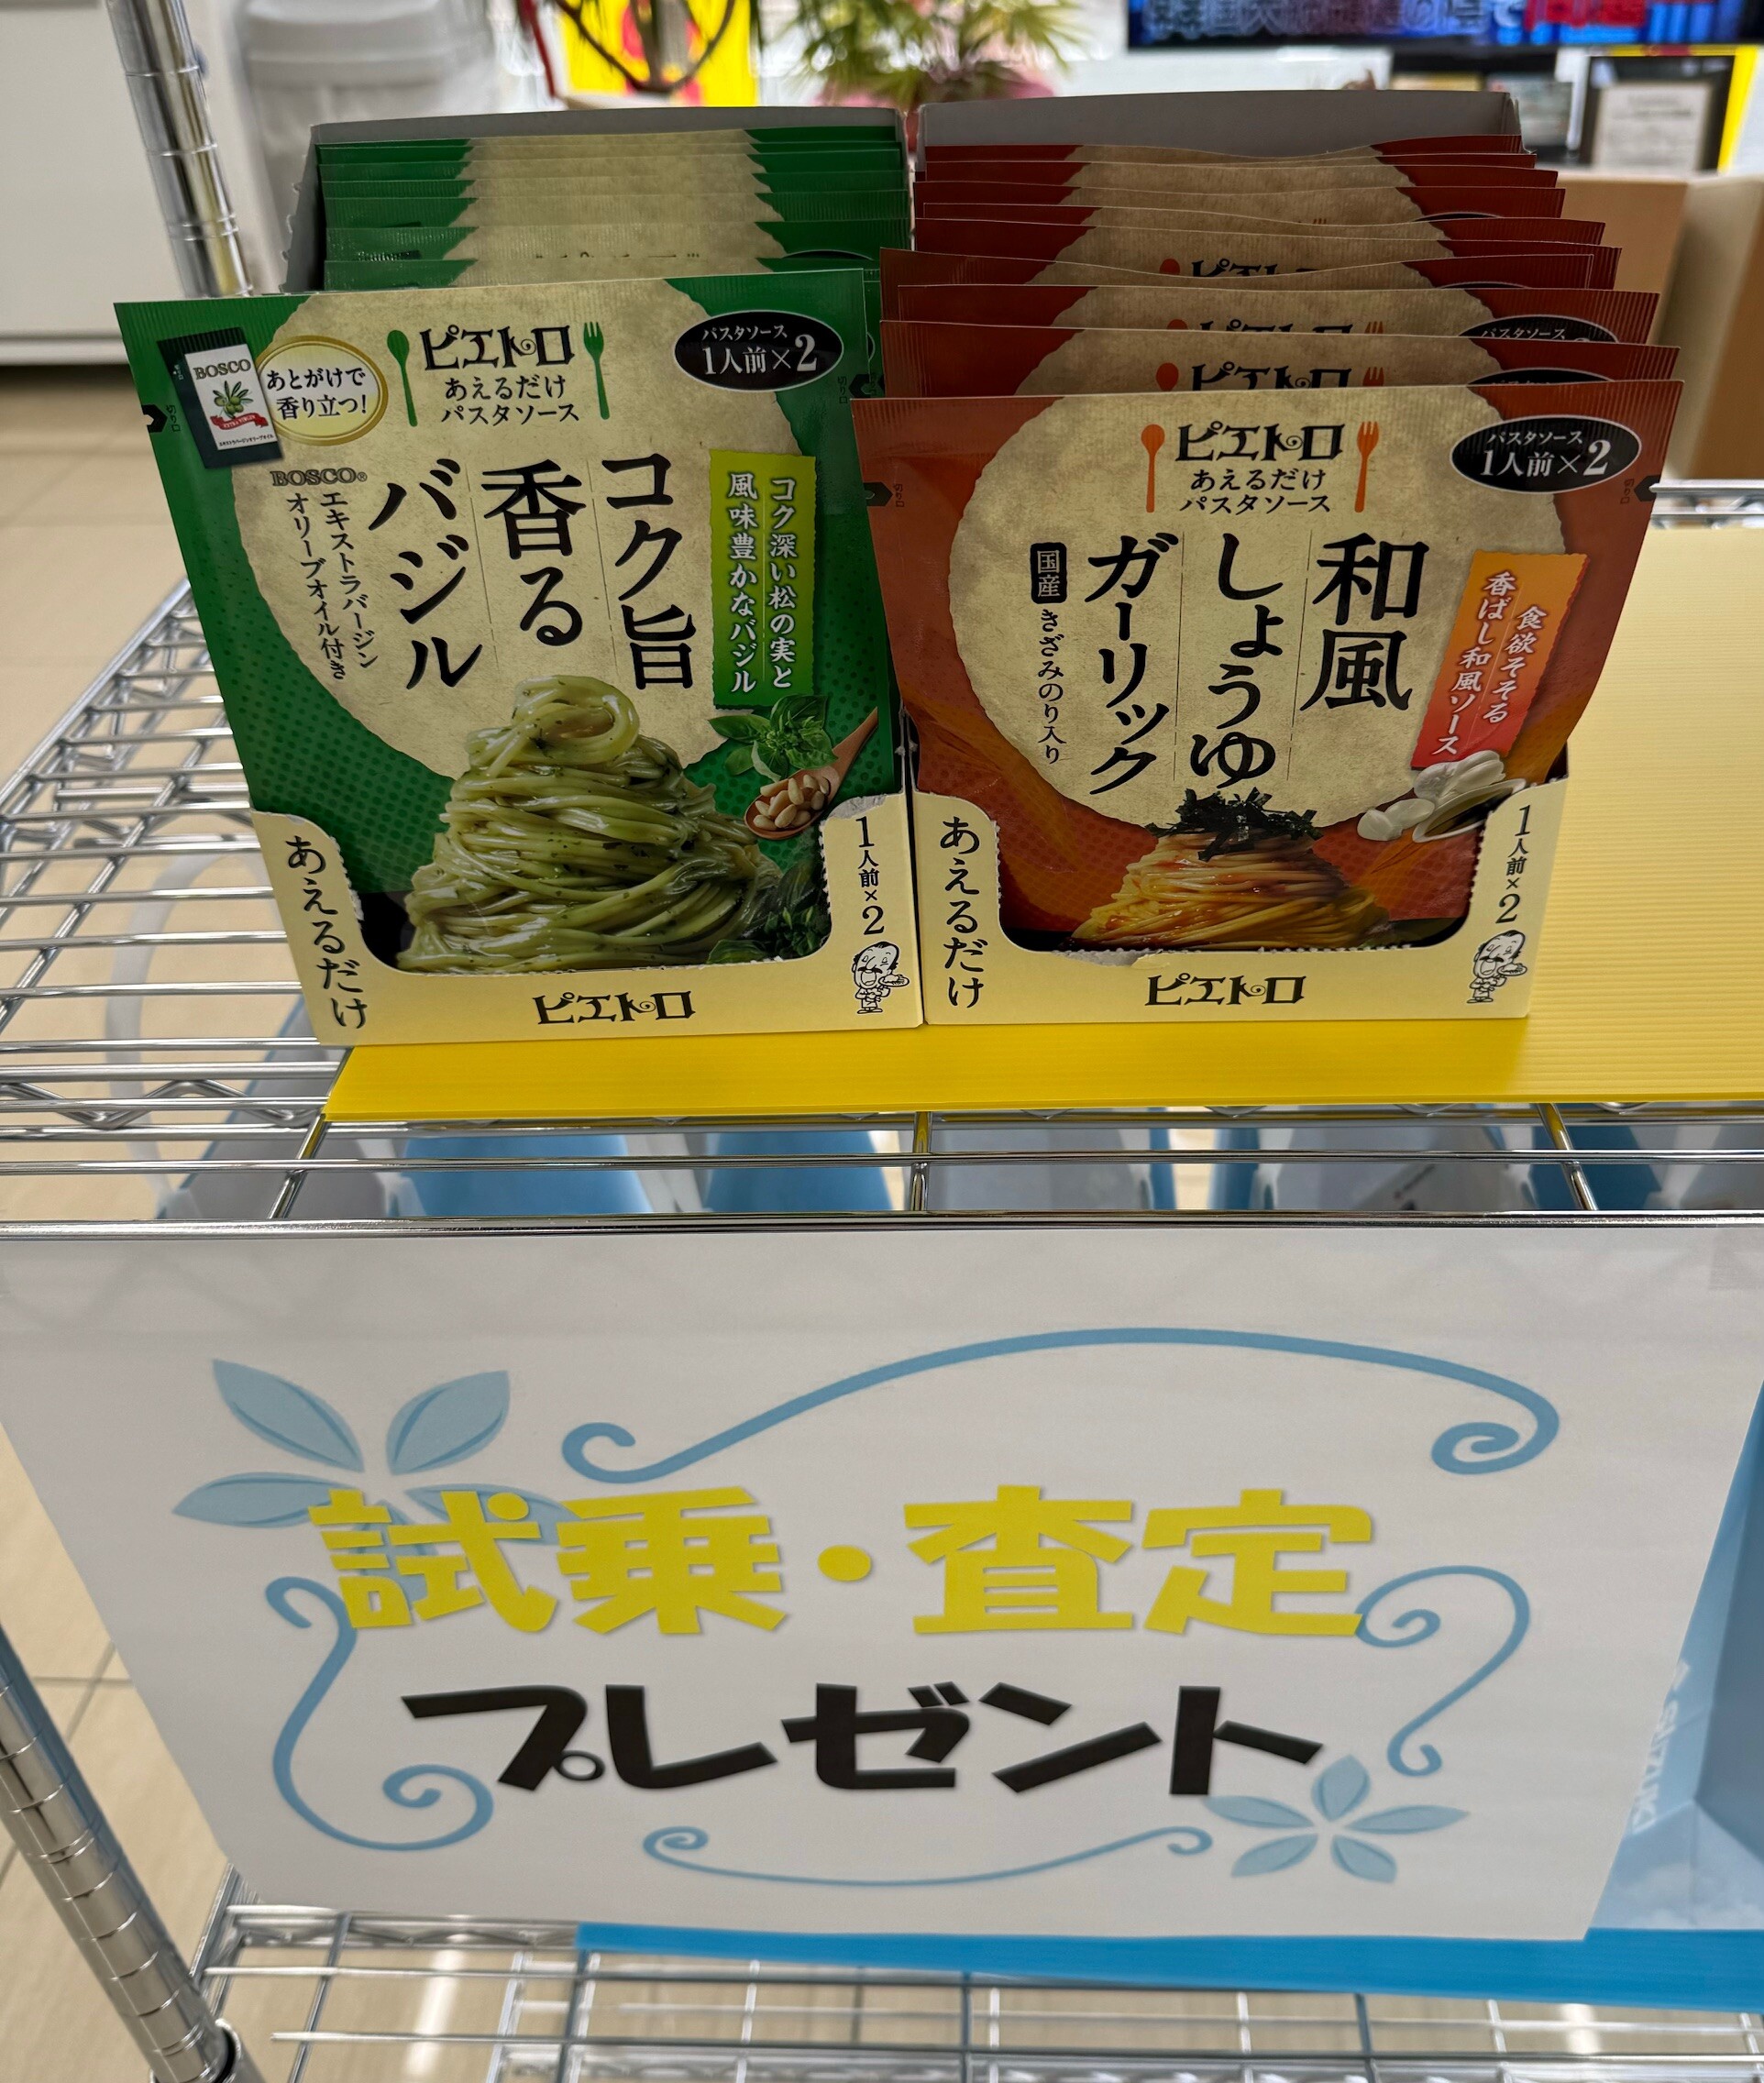 BOSCO
EXTRA VIRGIN
あとがけで
香り立つ!
ピエトロ
あえるだけ
パスタソース
パスタソース
1人前×2
コク深い松の実と
風味豊かなバジル
コク旨
香る
バジル
BOSCO®
エキストラバージン
オリーブオイル付き
切り口
あえるだけ
1人前×2
ピエトロ
ピエトロ
あえるだけ
パスタソース
パスタソース
1人前×2
食欲そそる
香ばし和風ソース
和風
しょうゆ
ガーリック
国産きざみのり入り
切り口
あえるだけ
1人前×2
ピエトロ
試乗・査定
プレゼント